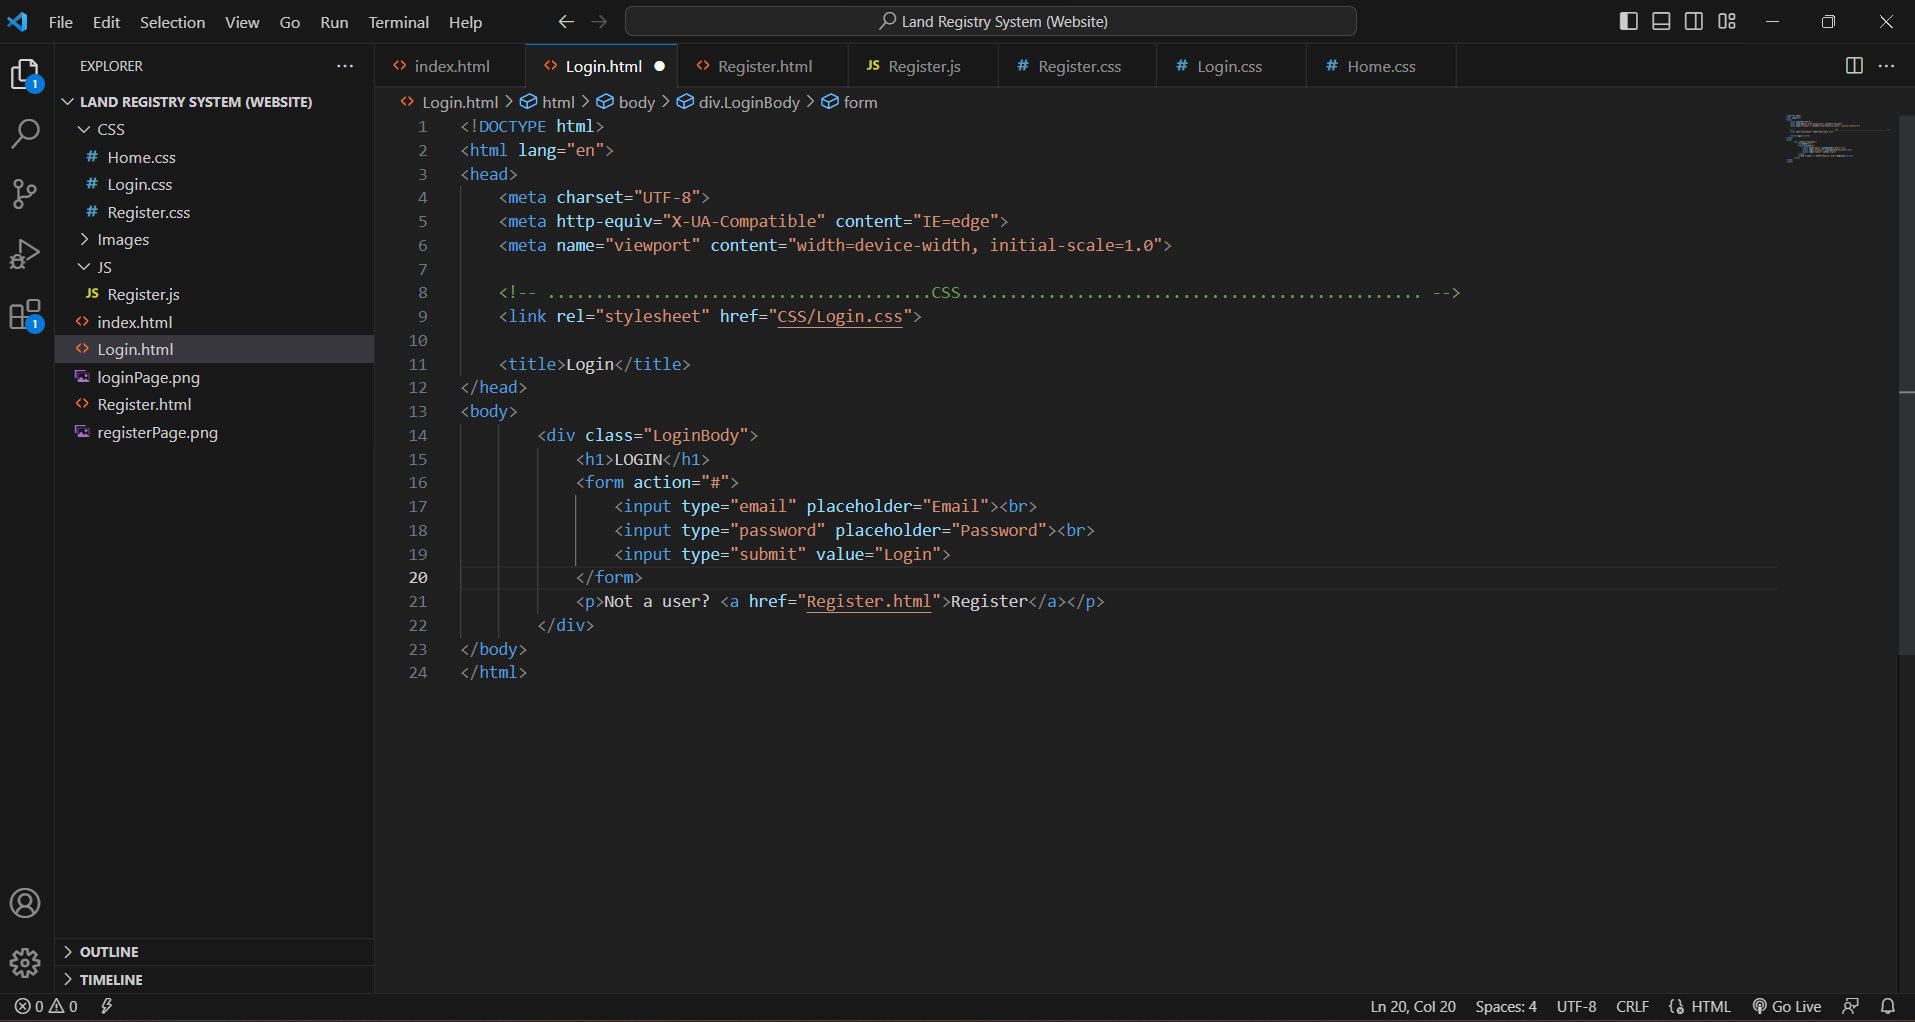 File Edit Selection View Go Run Terminal Help Land Registry System (Website)
EXPLORER
index.html Login.html Register.html JS Register.js # Register.css # Login.css # Home.css
1
LAND REGISTRY SYSTEM (WEBSITE)
Login.html > html > body > div.LoginBody > form
CSS
# Home.css
# Login.css
# Register.css
Images
JS
JS Register.js
1
index.html
Login.html
loginPage.png
Register.html
registerPage.png
1 <!DOCTYPE html>
2 <html lang="en">
3 <head>
4 <meta charset="UTF-8">
5 <meta http-equiv="X-UA-Compatible" content="IE=edge">
6 <meta name="viewport" content="width=device-width, initial-scale=1.0">
7
8 <!-- ........................................CSS................................................ -->
9 <link rel="stylesheet" href="CSS/Login.css">
10
11 <title>Login</title>
12 </head>
13 <body>
14 <div class="LoginBody">
15 <h1>LOGIN</h1>
16 <form action="#">
17 <input type="email" placeholder="Email"><br>
18 <input type="password" placeholder="Password"><br>
19 <input type="submit" value="Login">
20 </form>
21 <p>Not a user? <a href="Register.html">Register</a></p>
22 </div>
23 </body>
24 </html>
OUTLINE
TIMELINE
0 0 Ln 20, Col 20 Spaces: 4 UTF-8 CRLF HTML Go Live